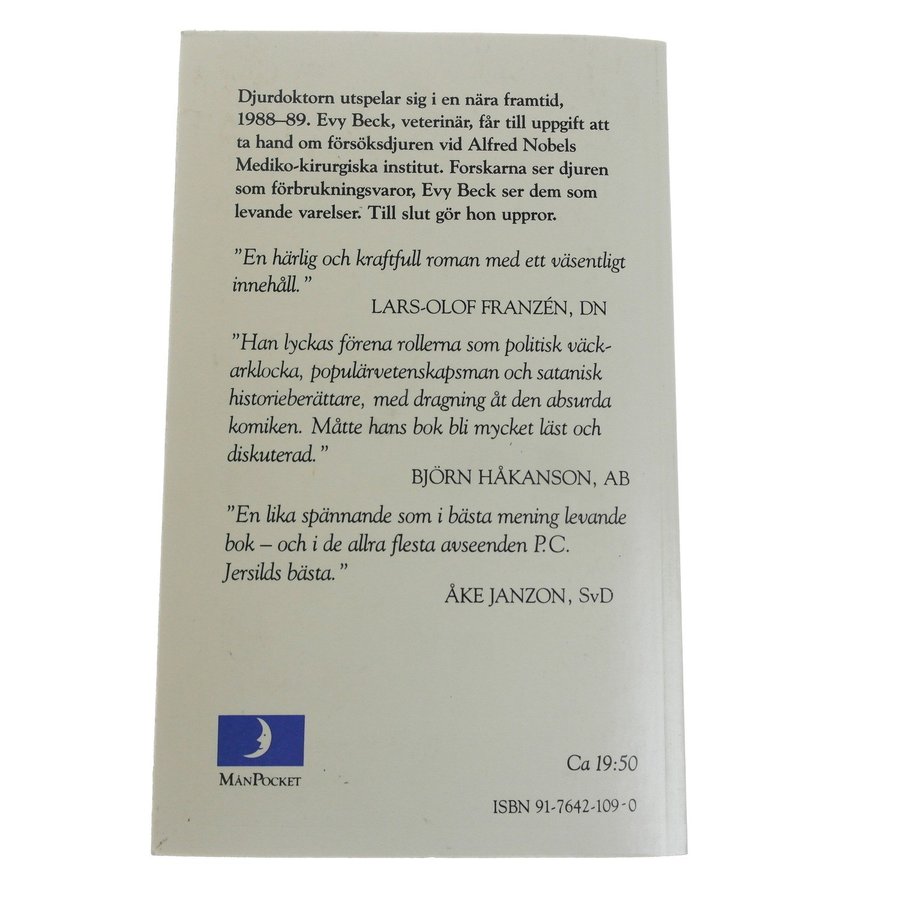 Djurdoktorn utspelar sig i en nära framtid,
1988–89. Evy Beck, veterinär, får till uppgift att
ta hand om försöksdjuren vid Alfred Nobels
Mediko-kirurgiska institut. Forskarna ser djuren
som förbrukningsvaror, Evy Beck ser dem som
levande varelser. Till slut gör hon uppror.
”En härlig och kraftfull roman med ett väsentligt
innehåll.”
LARS-OLOF FRANZÉN, DN
”Han lyckas förena rollerna som politisk väck-
arklocka, populärvetenskapsman och satanisk
historieberättare, med dragning åt den absurda
komiken. Måtte hans bok bli mycket läst och
diskuterad.”
BJÖRN HÅKANSON, AB
”En lika spännande som i bästa mening levande
bok – och i de allra flesta avseenden P.C.
Jersilds bästa.”
ÅKE JANZON, SvD
MÅNPOCKET
Ca 19:50
ISBN 91-7642-109-0